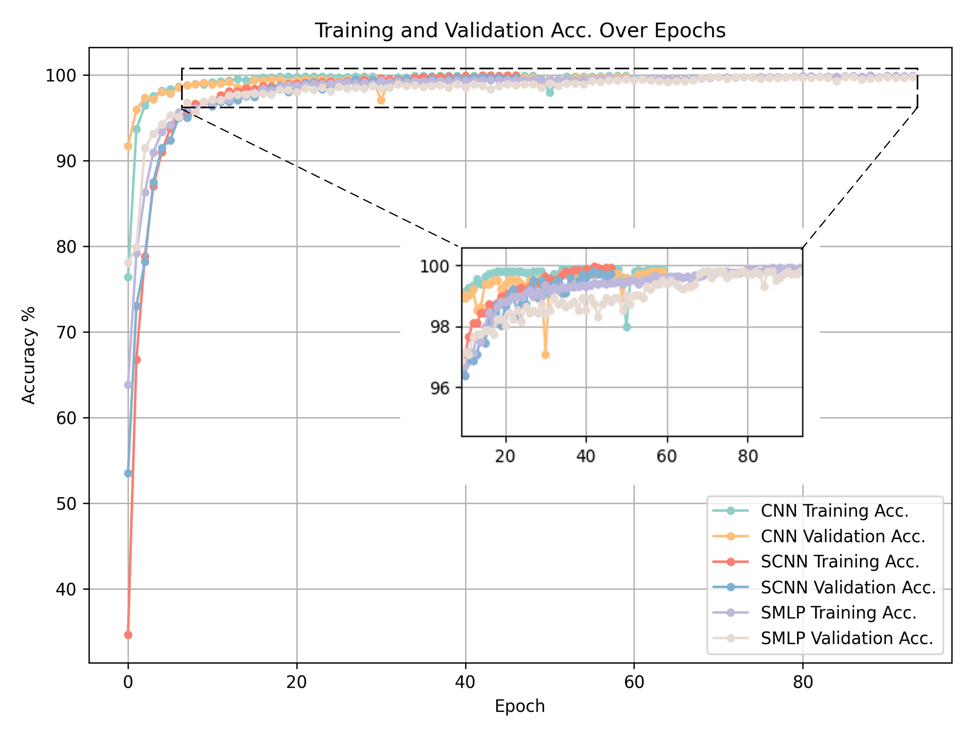 Training and Validation Acc. Over Epochs
Accuracy %
100
90
80
70
60
50
40
100
98
96
20
40
60
80
CNN Training Acc.
CNN Validation Acc.
SCNN Training Acc.
SCNN Validation Acc.
SMLP Training Acc.
SMLP Validation Acc.
0
20
40
60
80
Epoch